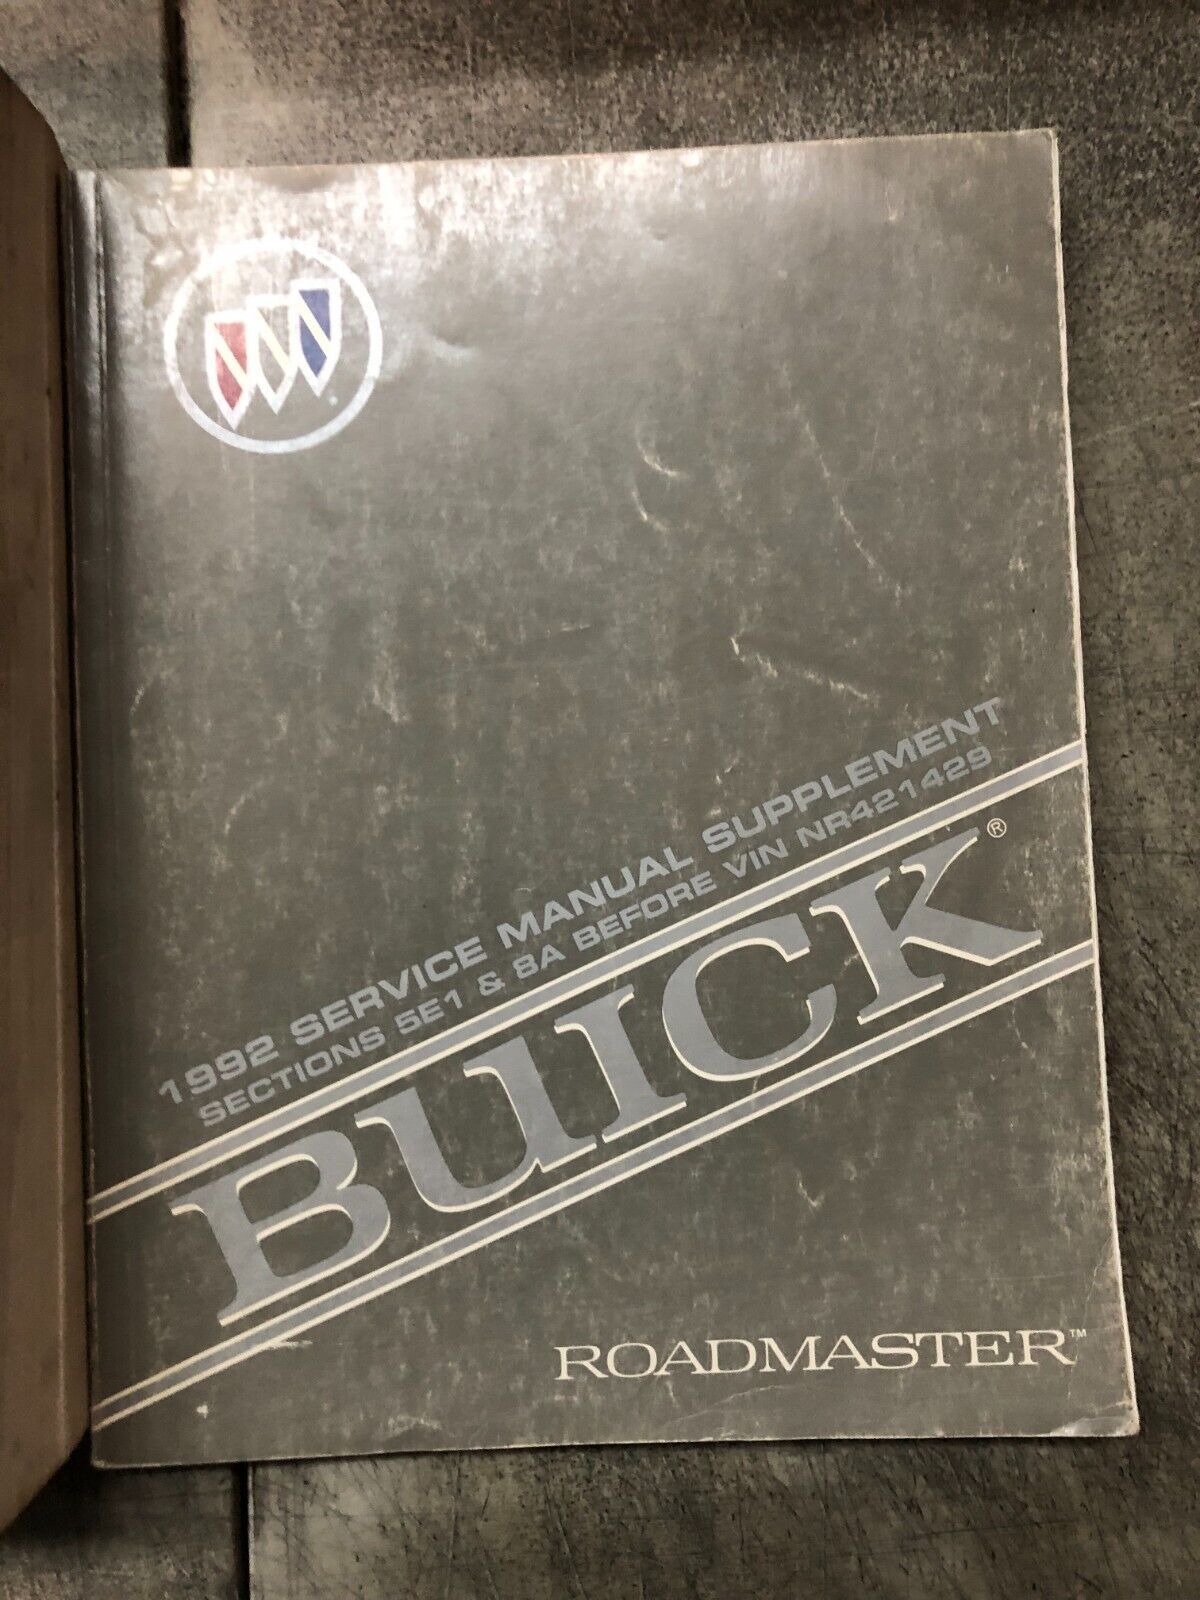 1992 SERVICE MANUAL SUPPLEMENT
SECTIONS 5E1 & 8A BEFORE VIN NR421429
BUICK®
ROADMASTER™